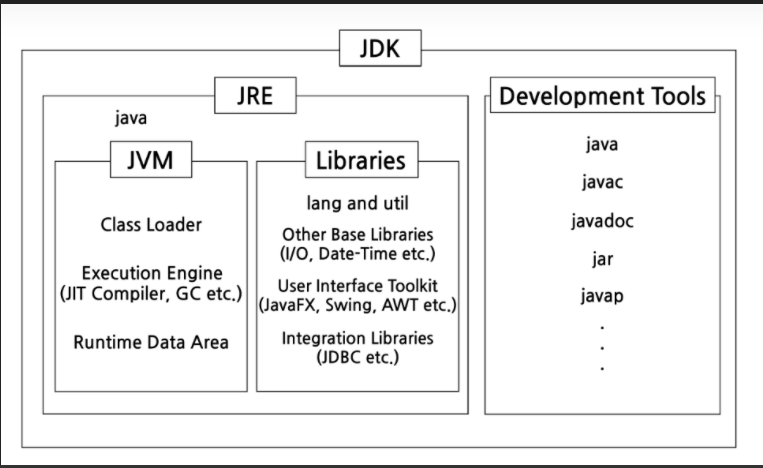 JDK
JRE
java
JVM
Class Loader
Execution Engine
(JIT Compiler, GC etc.)
Runtime Data Area
Libraries
lang and util
Other Base Libraries
(I/O, Date-Time etc.)
User Interface Toolkit
(JavaFX, Swing, AWT etc.)
Integration Libraries
(JDBC etc.)
Development Tools
java
javac
javadoc
jar
javap
.
.
.